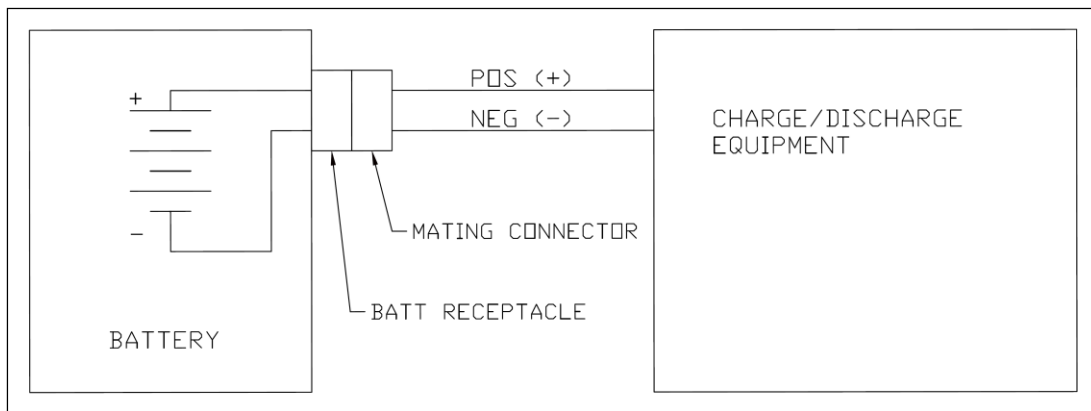 +
-
BATTERY
POS (+)
NEG (-)
MATING CONNECTOR
BATT RECEPTACLE
CHARGE/DISCHARGE
EQUIPMENT